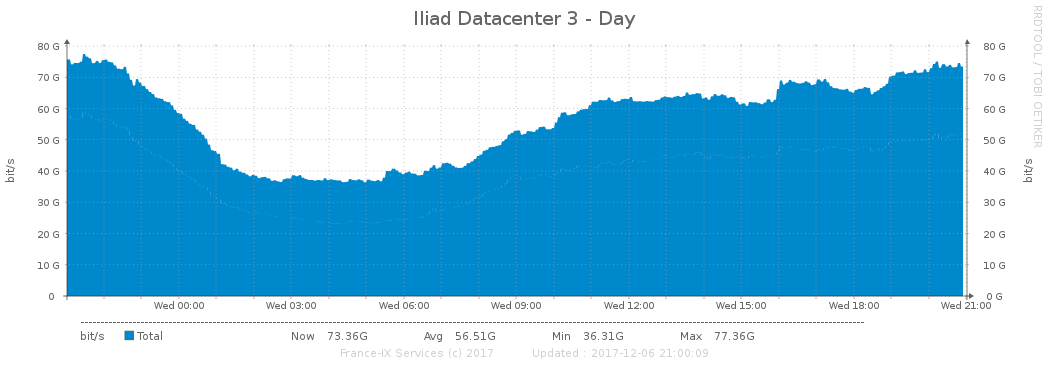 Iliad Datacenter 3 - Day
RRDTOOL / TOBI OETIKER
bit/s
80 G
70 G
60 G
50 G
40 G
30 G
20 G
10 G
0
80 G
70 G
60 G
50 G
40 G
30 G
20 G
10 G
0 G
bit/s
Wed 00:00 Wed 03:00 Wed 06:00 Wed 09:00 Wed 12:00 Wed 15:00 Wed 18:00 Wed 21:00
bit/s Total Now 73.36G Avg 56.51G Min 36.31G Max 77.36G
France-IX Services (c) 2017 Updated : 2017-12-06 21:00:09